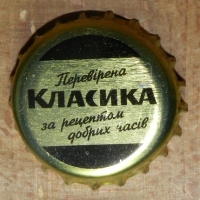 Перевірена
КЛАСИКА
за рецептом
добрих часів